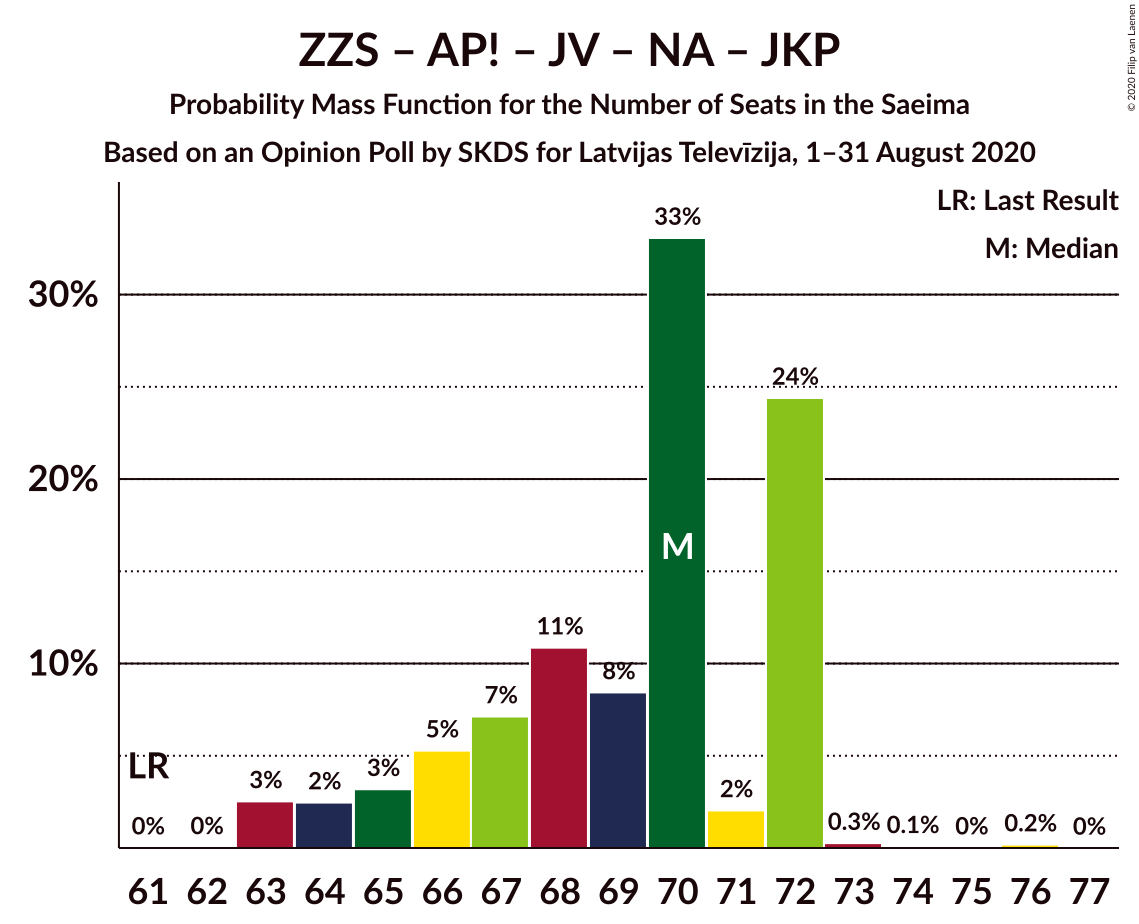 ZZS – AP! – JV – NA – JKP
Probability Mass Function for the Number of Seats in the Saeima
Based on an Opinion Poll by SKDS for Latvijas Televīzija, 1–31 August 2020
© 2020 Filip van Laenen
LR: Last Result
M: Median
30%
20%
10%
LR
0%
0%
3%
2%
3%
5%
7%
11%
8%
33%
M
2%
24%
0.3%
0.1%
0%
0.2%
0%
61 62 63 64 65 66 67 68 69 70 71 72 73 74 75 76 77